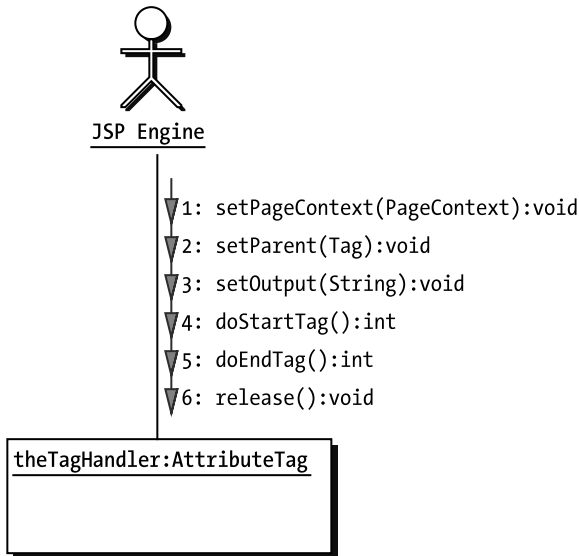 JSP Engine
1: setPageContext(PageContext):void
2: setParent(Tag):void
3: setOutput(String):void
4: doStartTag():int
5: doEndTag():int
6: release():void
theTagHandler:AttributeTag